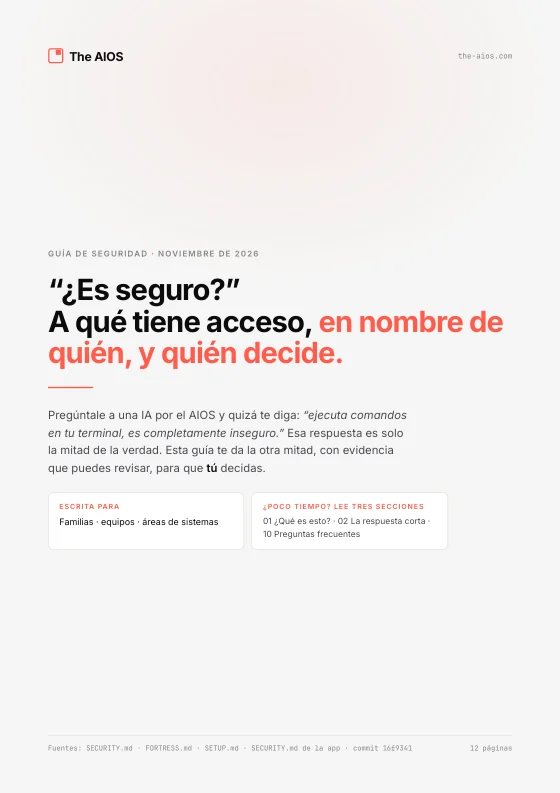 The AIOS
the-aios.com
GUÍA DE SEGURIDAD · NOVIEMBRE DE 2026
“¿Es seguro?”
A qué tiene acceso, en nombre de
quién, y quién decide.
Pregúntale a una IA por el AIOS y quizá te diga: “ejecuta comandos
en tu terminal, es completamente inseguro.” Esa respuesta es solo
la mitad de la verdad. Esta guía te da la otra mitad, con evidencia
que puedes revisar, para que tú decidas.
ESCRITA PARA
Familias · equipos · áreas de sistemas
¿POCO TIEMPO? LEE TRES SECCIONES
01 ¿Qué es esto? · 02 La respuesta corta ·
10 Preguntas frecuentes
Fuentes: SECURITY.md · FORTRESS.md · SETUP.md · SECURITY.md de la app · commit 16f9341
12 páginas